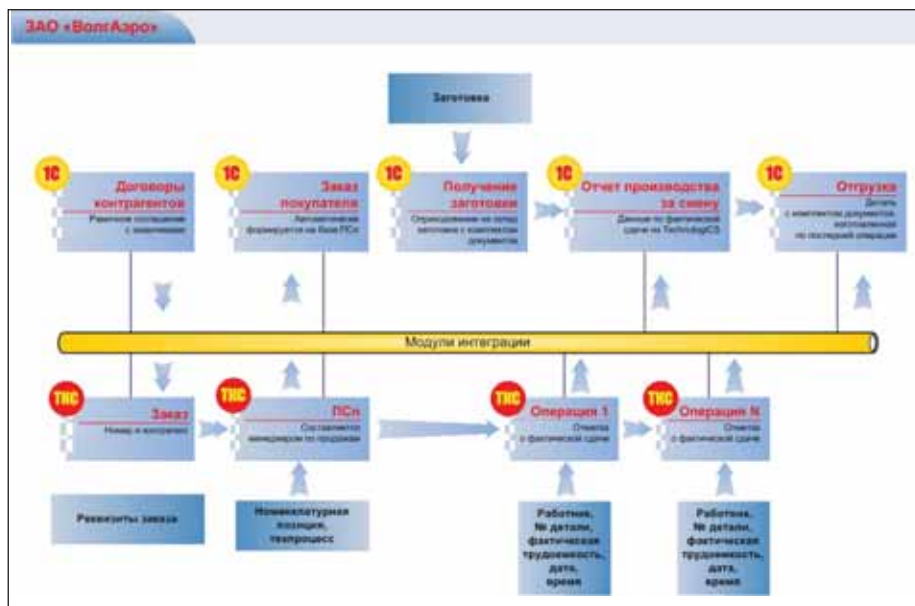 ЗАО «ВолгАэро»
Заготовка
1С
Договоры
контрагентов
Рамочное соглашение
с заказчиками
1С
Заказ
покупателя
Автоматически
формируется на базе ПСп
1С
Получение
заготовки
Оприходование на склад
заготовки с комплектом
документов
1С
Отчет производства
за смену
Данные по фактической
сдаче из TechnologiCS
1С
Отгрузка
Деталь
с комплектом документов,
изготовленная
по последней операции
Модули интеграции
ТКС
Заказ
Номер и контрагент
ТКС
ПСп
Составляется
менеджером по продажам
ТКС
Операция 1
Отметка
о фактической сдаче
ТКС
Операция N
Отметка
о фактической сдаче
Реквизиты заказа
Номенклатурная
позиция,
техпроцесс
Работник,
№ детали,
фактическая
трудоемкость,
дата,
время
Работник,
№ детали,
фактическая
трудоемкость,
дата,
время